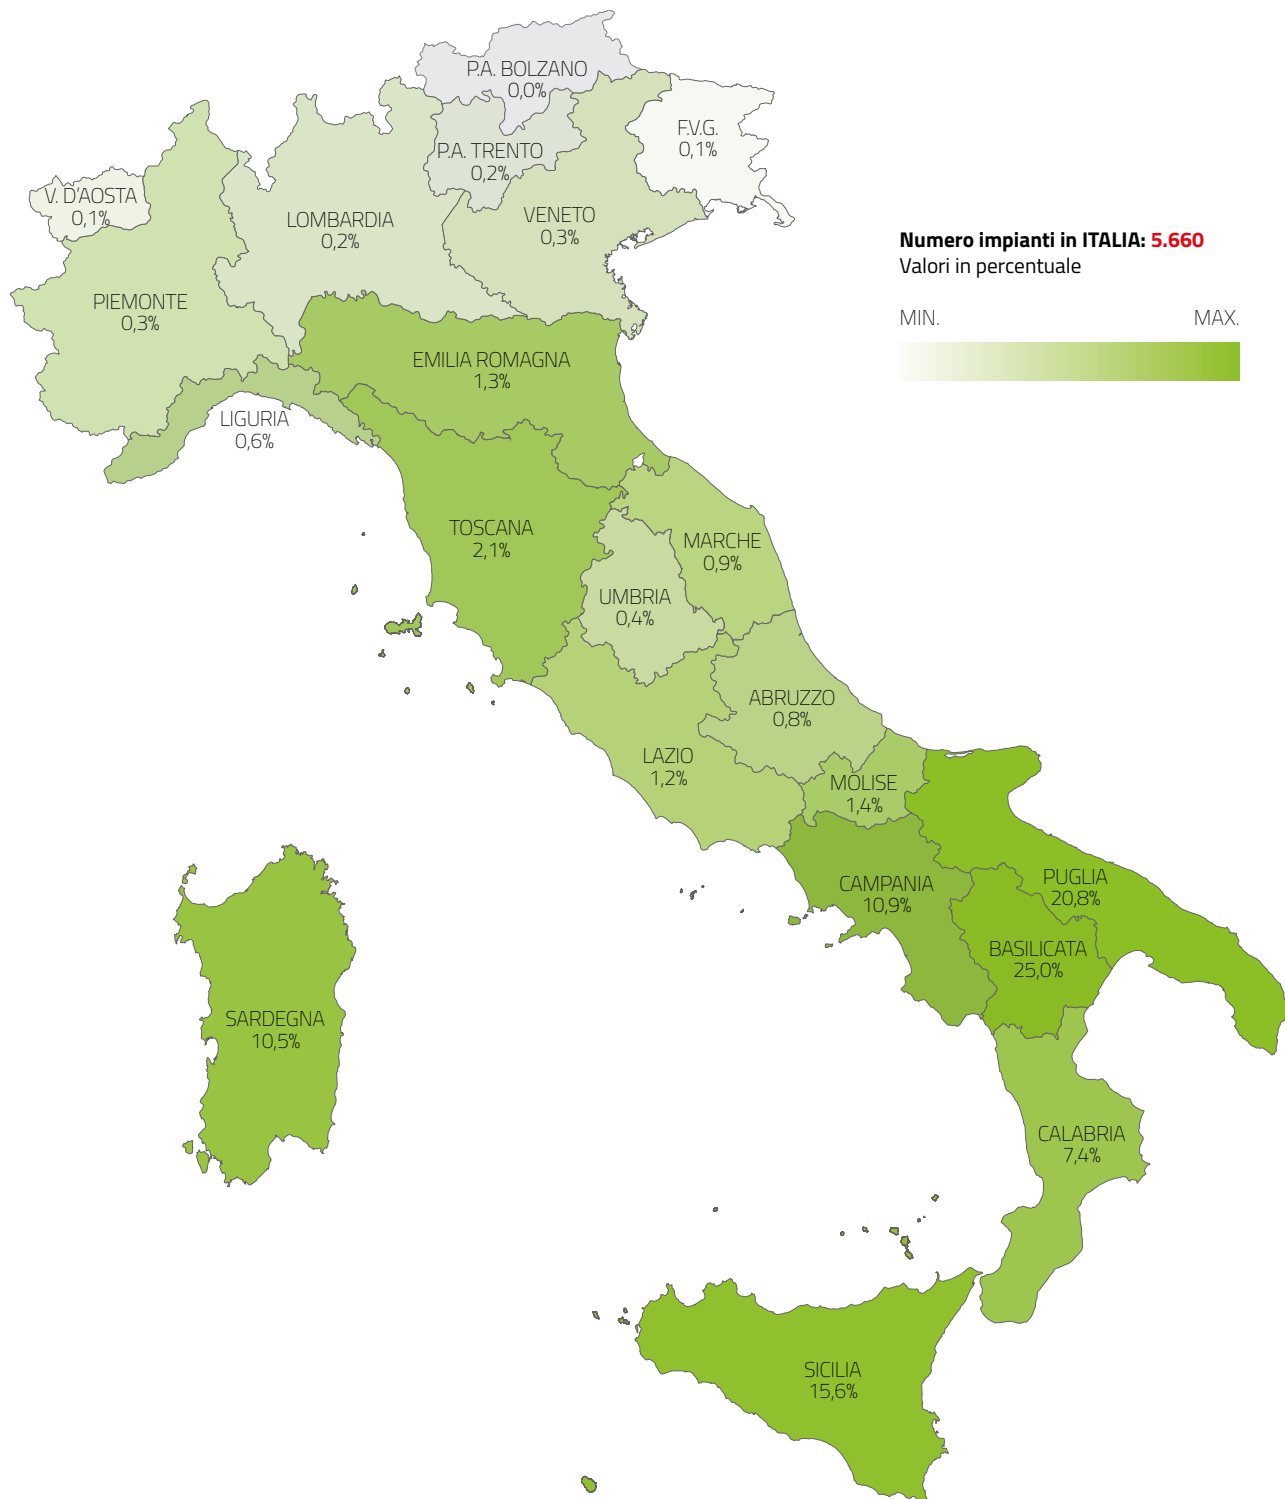 P.A. BOLZANO
0,0%
F.V.G.
0,1%
P.A. TRENTO
0,2%
V. D'AOSTA
0,1%
LOMBARDIA
0,2%
VENETO
0,3%
Numero impianti in ITALIA: 5.660
Valori in percentuale
MIN.
MAX.
PIEMONTE
0,3%
EMILIA ROMAGNA
1,3%
LIGURIA
0,6%
TOSCANA
2,1%
MARCHE
0,9%
UMBRIA
0,4%
ABRUZZO
0,8%
LAZIO
1,2%
MOLISE
1,4%
CAMPANIA
10,9%
PUGLIA
20,8%
BASILICATA
25,0%
SARDEGNA
10,5%
CALABRIA
7,4%
SICILIA
15,6%